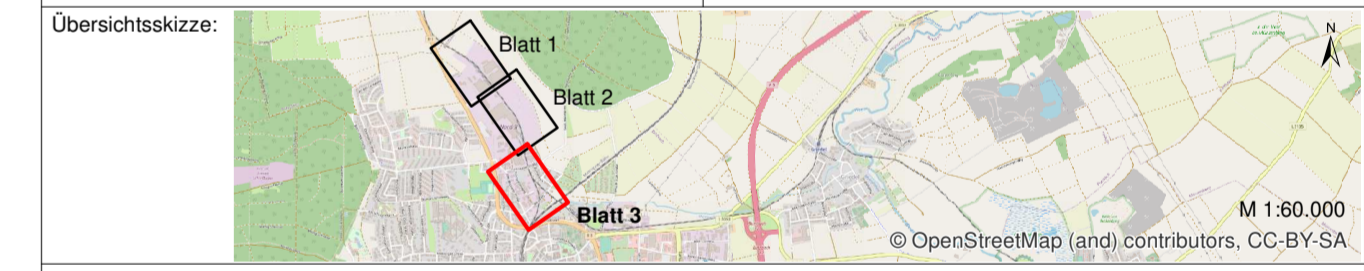 Übersichtsskizze:
Blatt 1
N
Blatt 2
Blatt 3
M 1:60.000
© OpenStreetMap (and) contributors, CC-BY-SA